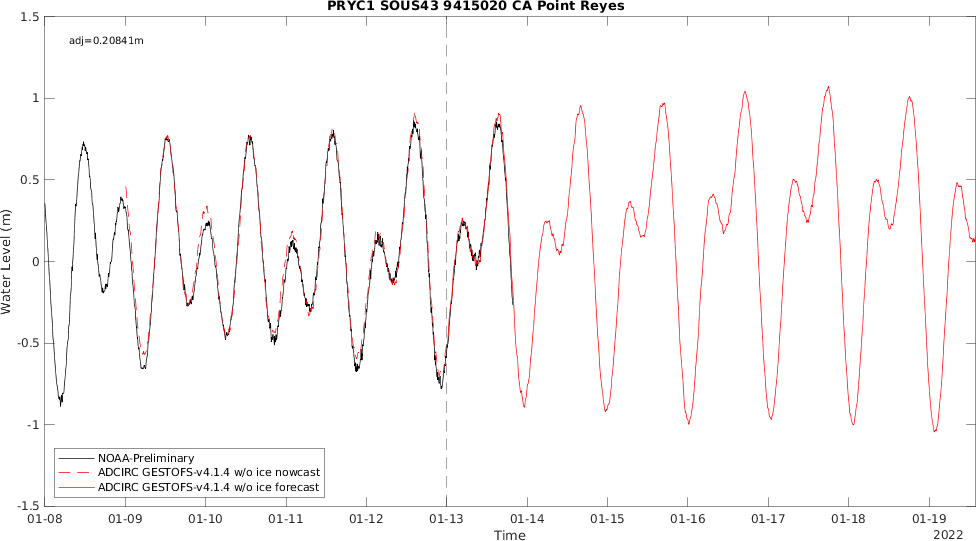 PRYC1 SOUS43 9415020 CA Point Reyes
1.5
adj=0.20841m
1
0.5
0
-0.5
-1
-1.5
Water Level (m)
NOAA-Preliminary
ADCIRC GESTOFS-v4.1.4 w/o ice nowcast
ADCIRC GESTOFS-v4.1.4 w/o ice forecast
01-08 01-09 01-10 01-11 01-12 01-13 01-14 01-15 01-16 01-17 01-18 01-19
Time
2022